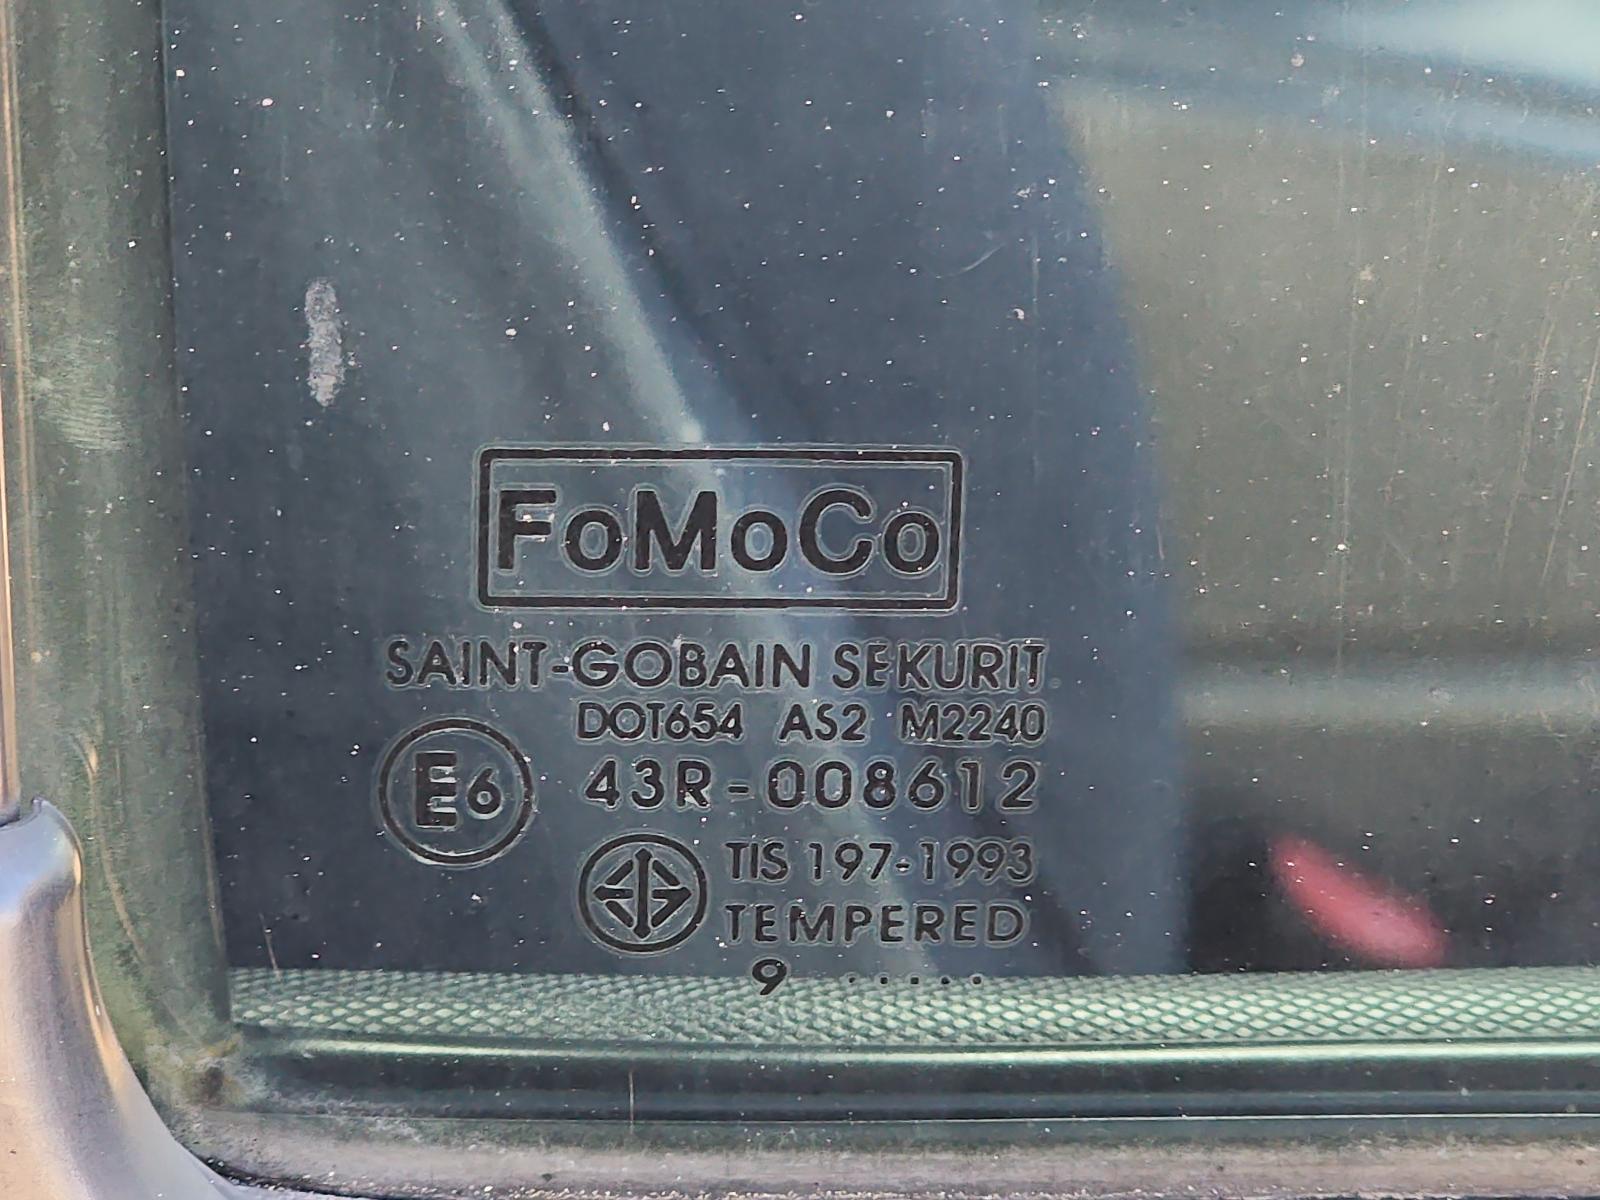 FoMoCo
SAINT-GOBAIN SEKURIT
DOT654 AS2 M2240
E6 43R-008612
TIS 197-1993
TEMPERED
9 . . . . . .